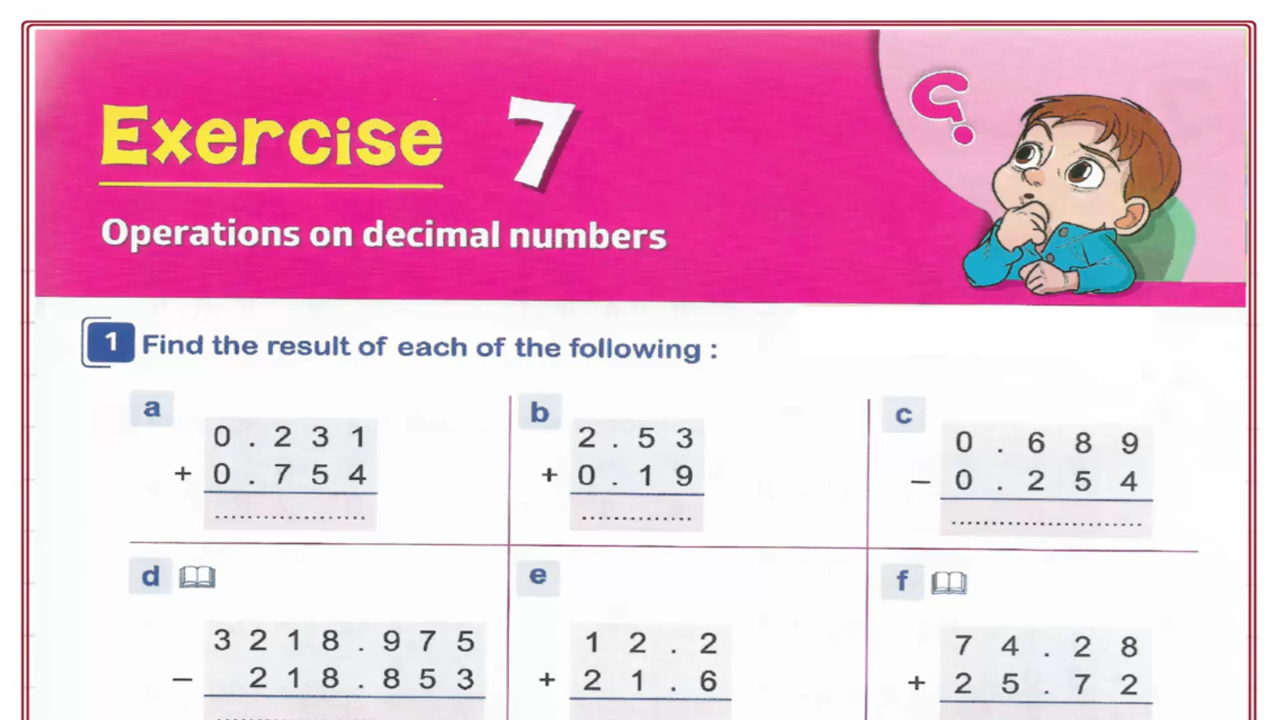 Exercise 7
Operations on decimal numbers
?
1 Find the result of each of the following :
a
0.231
+ 0.754
..................
b
2.53
+ 0.19
.............
c
0.689
− 0.254
......................
d
3218.975
− 218.853
..................
e
12.2
+ 21.6
f
74.28
+ 25.72